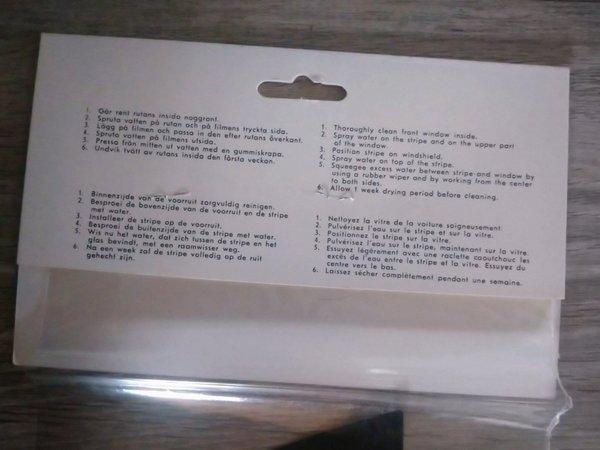 1. Gör rent rutans insida noggrant.
2. Spruta vatten på rutan och på filmens tryckta sida.
3. Lägg på filmen och passa in den efter rutans överkant.
4. Spruta vatten på filmens utsida.
5. Pressa från mitten ut vatten med en gummiskrapa.
6. Undvik tvätt av rutans insida den första veckan.
1. Thoroughly clean front window inside.
2. Spray water on the stripe and on the upper part
of the window.
3. Position stripe on windshield.
4. Spray water on top of the stripe.
5. Squeegee excess water between stripe and window by
using a rubber wiper and by working from the center
to both sides.
6. Allow 1 week drying period before cleaning.
1. Binnenzijde van de voorruit zorgvuldig reinigen.
2. Besproei de bovenzijde van de voorruit en de stripe
met water.
3. Installeer de stripe op de voorruit.
4. Besproei de buitenzijde van de stripe met water.
5. Wis nu het water, dat zich tussen de stripe en het
glas bevindt, met een raamwisser weg.
6. Na een week zal de stripe volledig op de ruit
gehecht zijn.
1. Nettoyez la vitre de la voiture soigneusement.
2. Pulvérisez l'eau sur le stripe et sur la vitre.
3. Positionnez le stripe sur la vitre.
4. Pulvérisez l'eau sur le stripe, maintenant sur la vitre.
5. Essuyez légèrement avec une raclette caoutchouc les
excés de l'eau entre le stripe et la vitre. Essuyez du
centre vers le bas.
6. Laissez sécher complètement pendant une semaine.